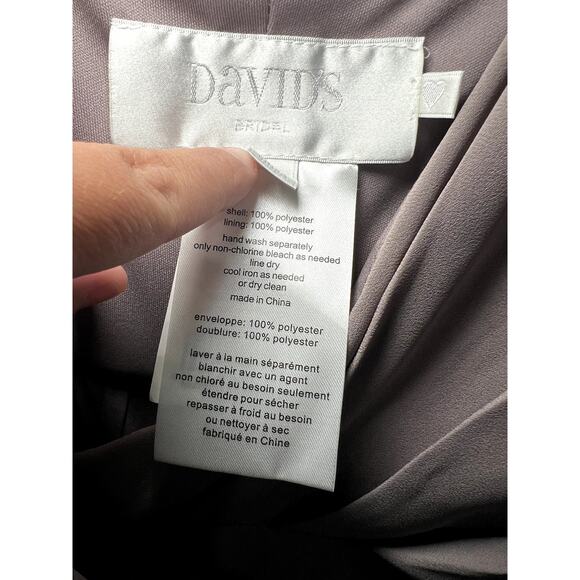 DaVID'S
BRIDAL
shell: 100% polyester
lining: 100% polyester
hand wash separately
only non-chlorine bleach as needed
line dry
cool iron as needed
or dry clean
made in China
enveloppe: 100% polyester
doublure: 100% polyester
laver à la main séparément
blanchir avec un agent
non chloré au besoin seulement
étendre pour sécher
repasser à froid au besoin
ou nettoyer à sec
fabriqué en Chine